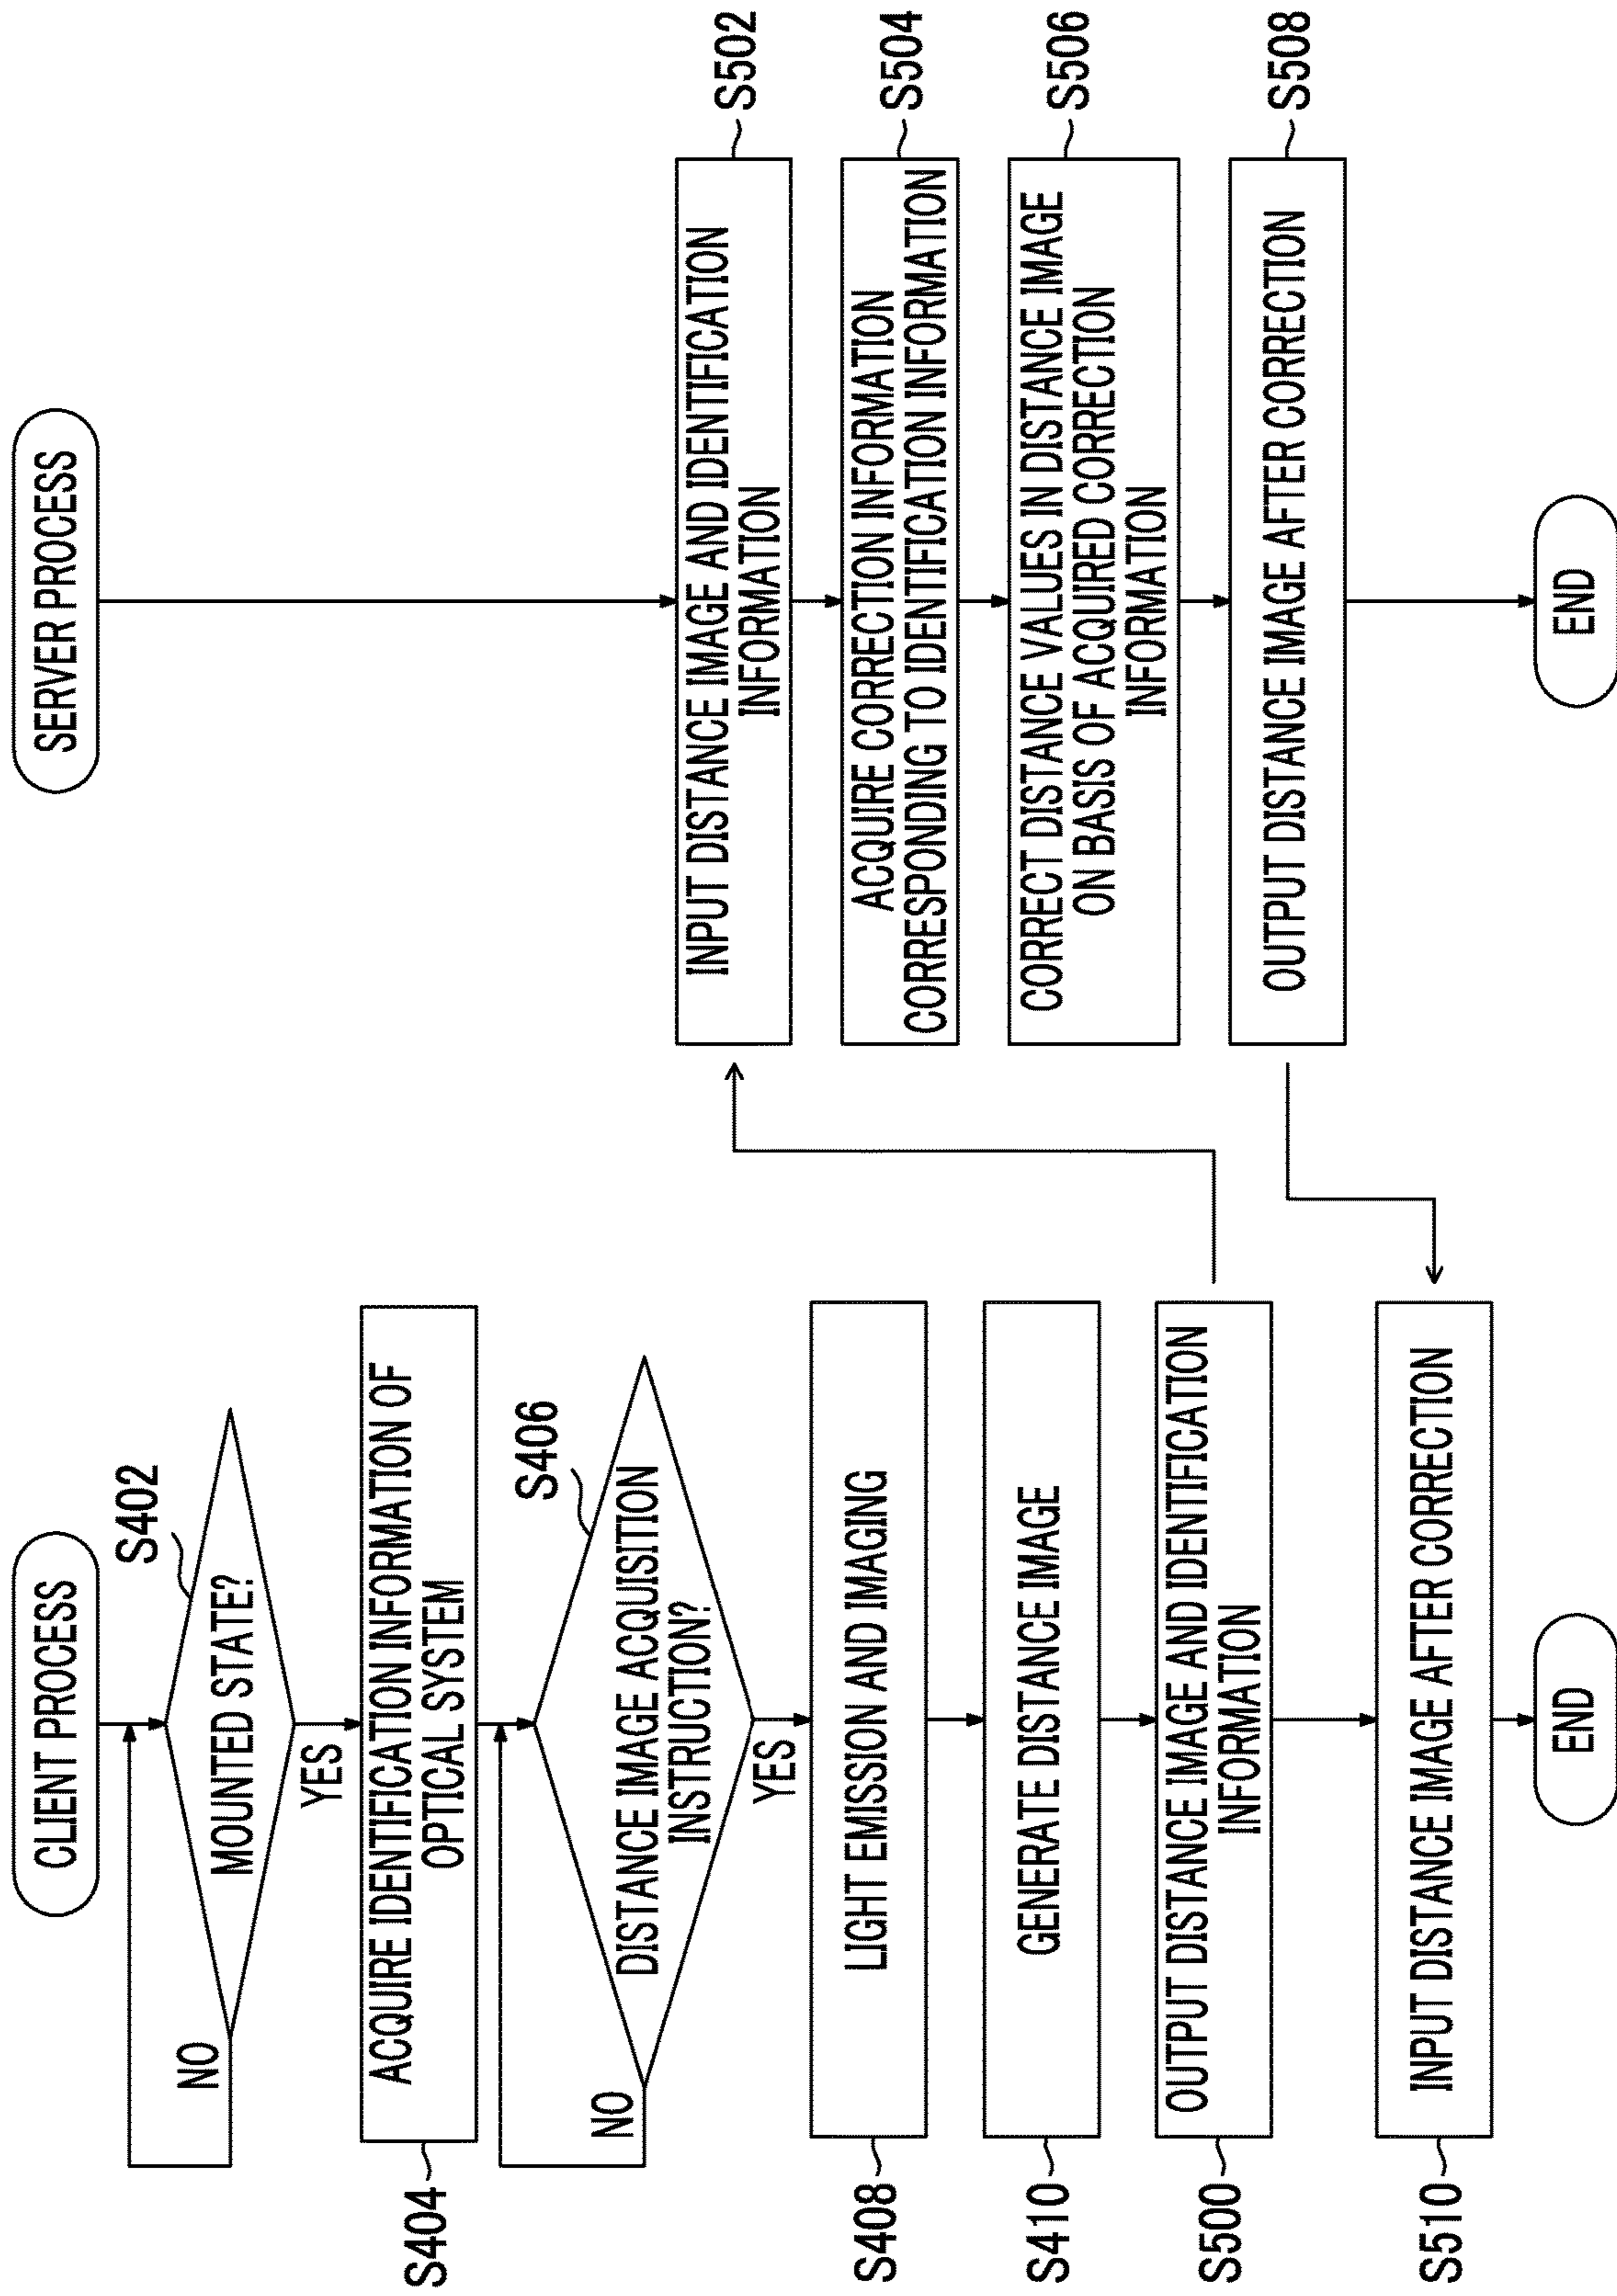 CLIENT PROCESS
S402
MOUNTED STATE?
NO
YES
S404
ACQUIRE IDENTIFICATION INFORMATION OF
OPTICAL SYSTEM
S406
DISTANCE IMAGE ACQUISITION
INSTRUCTION?
NO
YES
S408
LIGHT EMISSION AND IMAGING
S410
GENERATE DISTANCE IMAGE
S500
OUTPUT DISTANCE IMAGE AND IDENTIFICATION
INFORMATION
S510
INPUT DISTANCE IMAGE AFTER CORRECTION
END
SERVER PROCESS
INPUT DISTANCE IMAGE AND IDENTIFICATION
INFORMATION
S502
ACQUIRE CORRECTION INFORMATION
CORRESPONDING TO IDENTIFICATION INFORMATION
S504
CORRECT DISTANCE VALUES IN DISTANCE IMAGE
ON BASIS OF ACQUIRED CORRECTION
INFORMATION
S506
OUTPUT DISTANCE IMAGE AFTER CORRECTION
S508
END